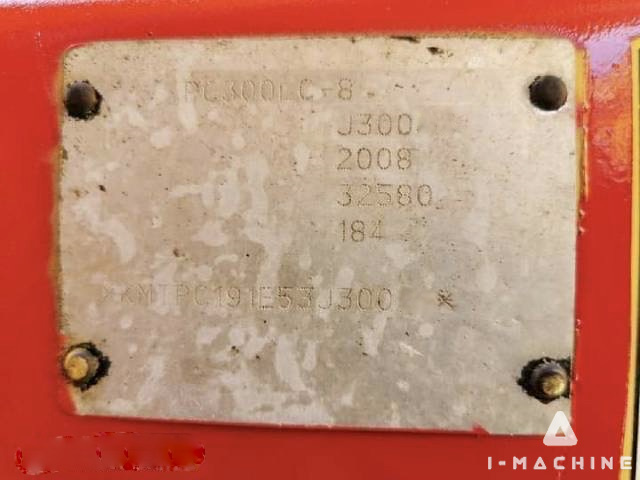 PC300LC-8
J300
2008
32580
184
*KMTPC191E53J300 *
I-MACHINE